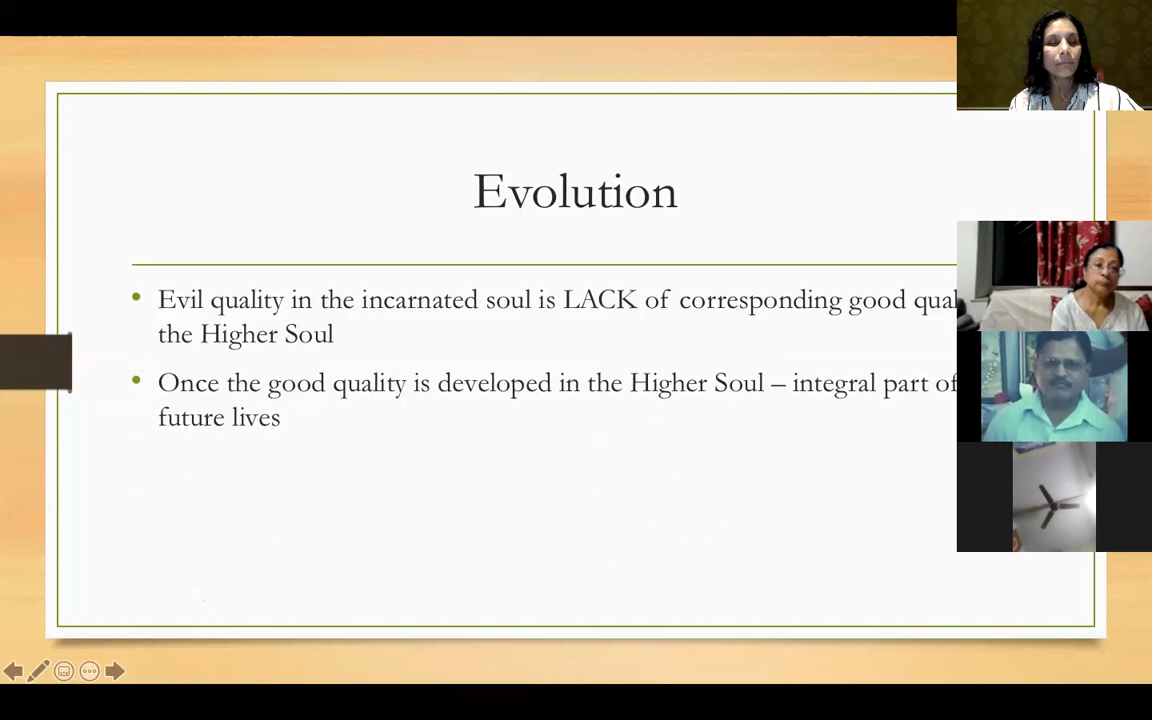 Evolution
Evil quality in the incarnated soul is LACK of corresponding good
the Higher Soul
Once the good quality is developed in the Higher Soul – integral part of
future lives